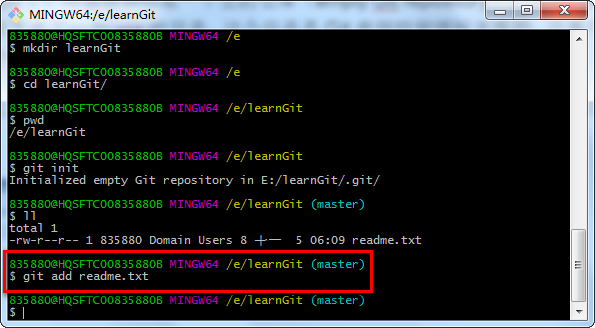 MINGW64:/e/learnGit
835880@HQSFTC00835880B MINGW64 /e
$ mkdir learnGit
835880@HQSFTC00835880B MINGW64 /e
$ cd learnGit/
835880@HQSFTC00835880B MINGW64 /e/learnGit
$ pwd
/e/learnGit
835880@HQSFTC00835880B MINGW64 /e/learnGit
$ git init
Initialized empty Git repository in E:/learnGit/.git/
835880@HQSFTC00835880B MINGW64 /e/learnGit (master)
$ ll
total 1
-rw-r--r-- 1 835880 Domain Users 8 十一  5 06:09 readme.txt
835880@HQSFTC00835880B MINGW64 /e/learnGit (master)
$ git add readme.txt
835880@HQSFTC00835880B MINGW64 /e/learnGit (master)
$